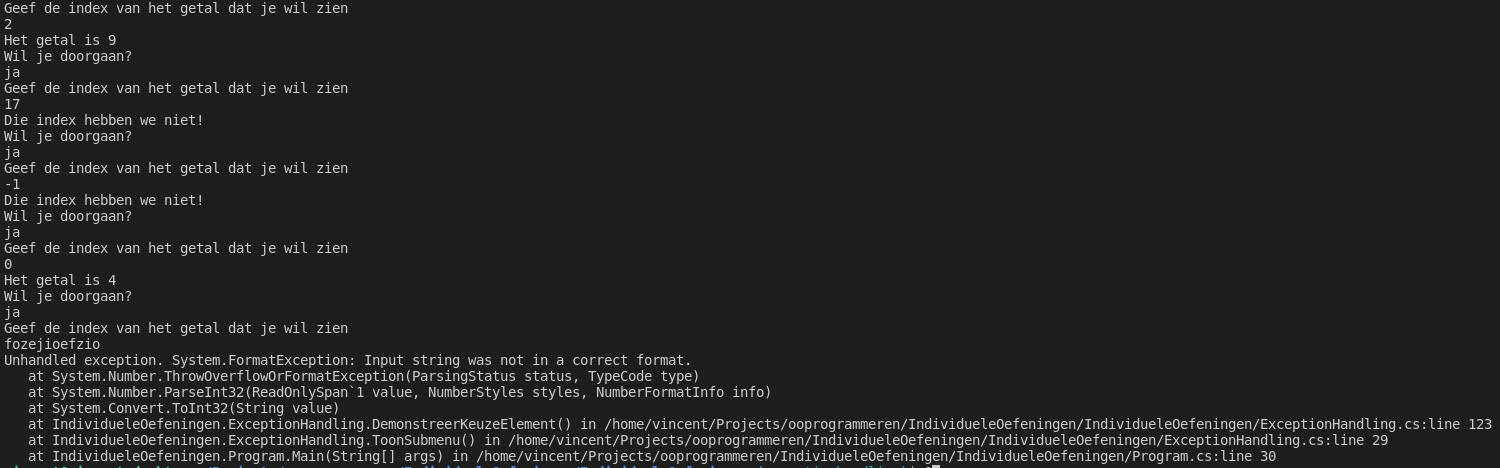 Geef de index van het getal dat je wil zien
2
Het getal is 9
Wil je doorgaan?
ja
Geef de index van het getal dat je wil zien
17
Die index hebben we niet!
Wil je doorgaan?
ja
Geef de index van het getal dat je wil zien
-1
Die index hebben we niet!
Wil je doorgaan?
ja
Geef de index van het getal dat je wil zien
0
Het getal is 4
Wil je doorgaan?
ja
Geef de index van het getal dat je wil zien
fozejioefzio
Unhandled exception. System.FormatException: Input string was not in a correct format.
   at System.Number.ThrowOverflowOrFormatException(ParsingStatus status, TypeCode type)
   at System.Number.ParseInt32(ReadOnlySpan`1 value, NumberStyles styles, NumberFormatInfo info)
   at System.Convert.ToInt32(String value)
   at IndividueleOefeningen.ExceptionHandling.DemonstreerKeuzeElement() in /home/vincent/Projects/ooprogrammeren/IndividueleOefeningen/IndividueleOefeningen/ExceptionHandling.cs:line 123
   at IndividueleOefeningen.ExceptionHandling.ToonSubmenu() in /home/vincent/Projects/ooprogrammeren/IndividueleOefeningen/IndividueleOefeningen/ExceptionHandling.cs:line 29
   at IndividueleOefeningen.Program.Main(String[] args) in /home/vincent/Projects/ooprogrammeren/IndividueleOefeningen/IndividueleOefeningen/Program.cs:line 30